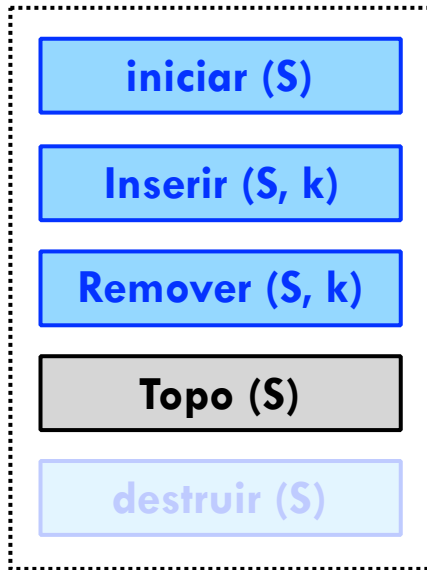 iniciar (S)
Inserir (S, k)
Remover (S, k)
Topo (S)
destruir (S)